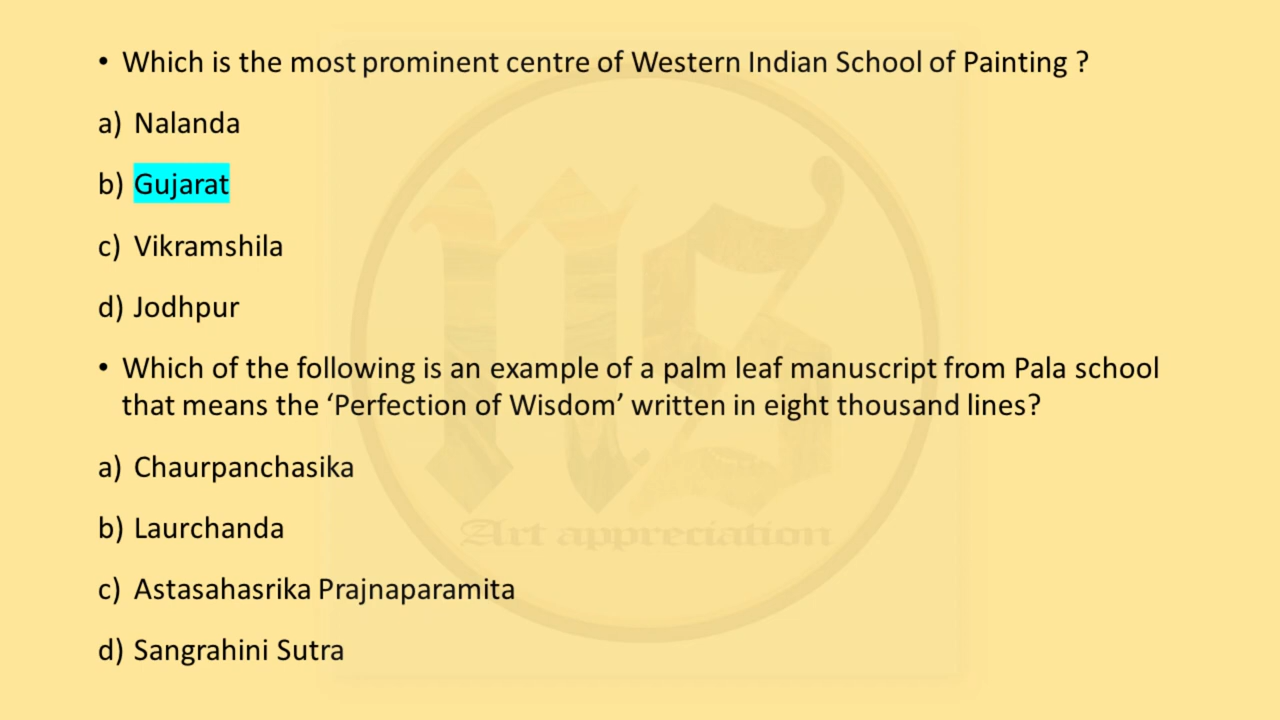 • Which is the most prominent centre of Western Indian School of Painting ?
a) Nalanda
b) Gujarat
c) Vikramshila
d) Jodhpur
• Which of the following is an example of a palm leaf manuscript from Pala school
that means the ‘Perfection of Wisdom’ written in eight thousand lines?
a) Chaurpanchasika
b) Laurchanda
c) Astasahasrika Prajnaparamita
d) Sangrahini Sutra
NS
Art appreciation